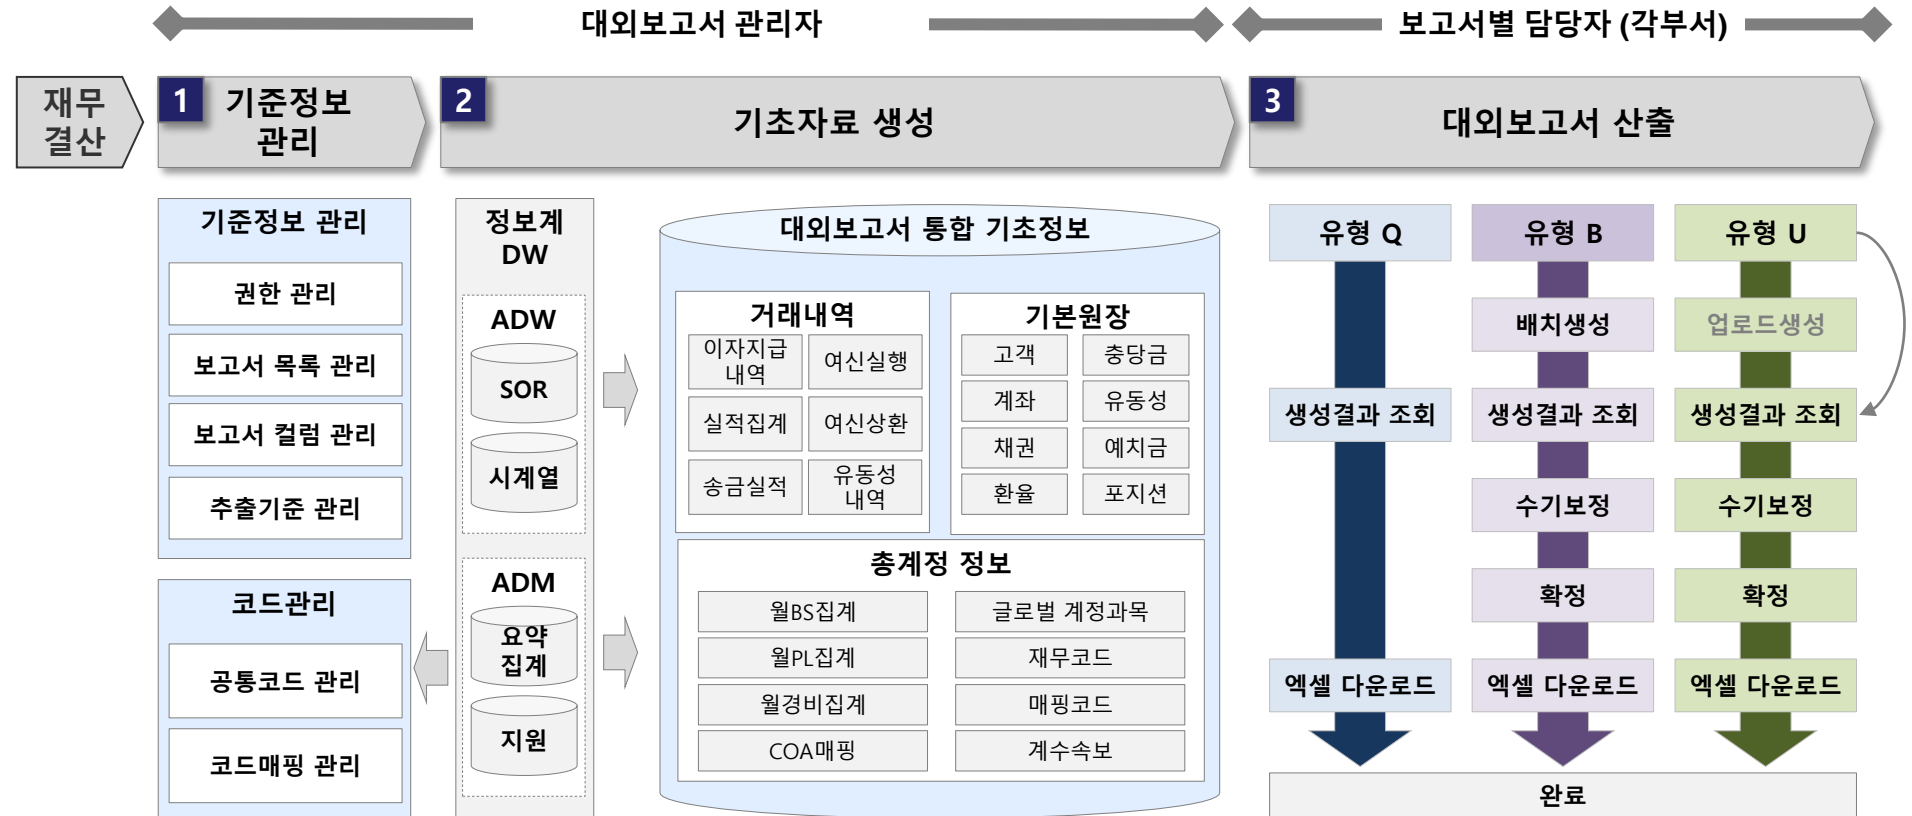 대외보고서 관리자
보고서별 담당자 (각부서)
재무
결산
1
기준정보
관리
2
기초자료 생성
3
대외보고서 산출
기준정보 관리
권한 관리
보고서 목록 관리
보고서 컬럼 관리
추출기준 관리
코드관리
공통코드 관리
코드매핑 관리
정보계
DW
ADW
SOR
시계열
ADM
요약
집계
지원
대외보고서 통합 기초정보
거래내역
이자지급
내역
여신실행
실적집계
여신상환
송금실적
유동성
내역
기본원장
고객
충당금
계좌
유동성
채권
예치금
환율
포지션
총계정 정보
월BS집계
글로벌 계정과목
월PL집계
재무코드
월경비집계
매핑코드
COA매핑
계수속보
유형 Q
생성결과 조회
엑셀 다운로드
유형 B
배치생성
생성결과 조회
수기보정
확정
엑셀 다운로드
유형 U
업로드생성
생성결과 조회
수기보정
확정
엑셀 다운로드
완료